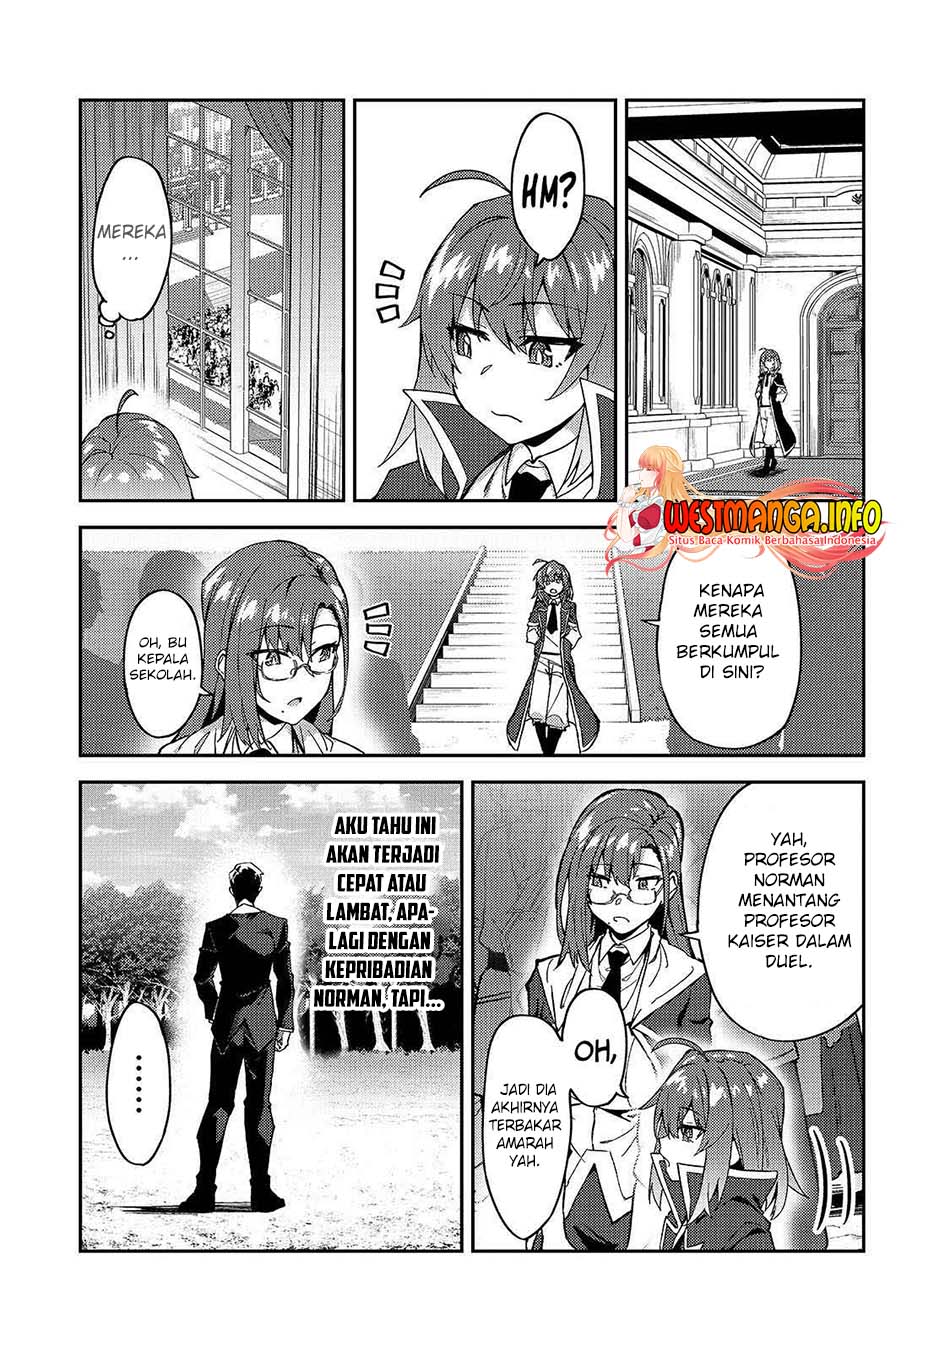 HM?
MEREKA
...
WESTMANGA.INFO
Situs Baca Komik Berbahasa Indonesia
KENAPA
MEREKA
SEMUA
BERKUMPUL
DI SINI?
OH, BU
KEPALA
SEKOLAH.
YAH,
PROFESOR
NORMAN
MENANTANG
PROFESOR
KAISER DALAM
DUEL.
OH,
JADI DIA
AKHIRNYA
TERBAKAR
AMARAH
YAH.
AKU TAHU INI
AKAN TERJADI
CEPAT ATAU
LAMBAT, APA-
LAGI DENGAN
KEPRIBADIAN
NORMAN, TAPI...
......